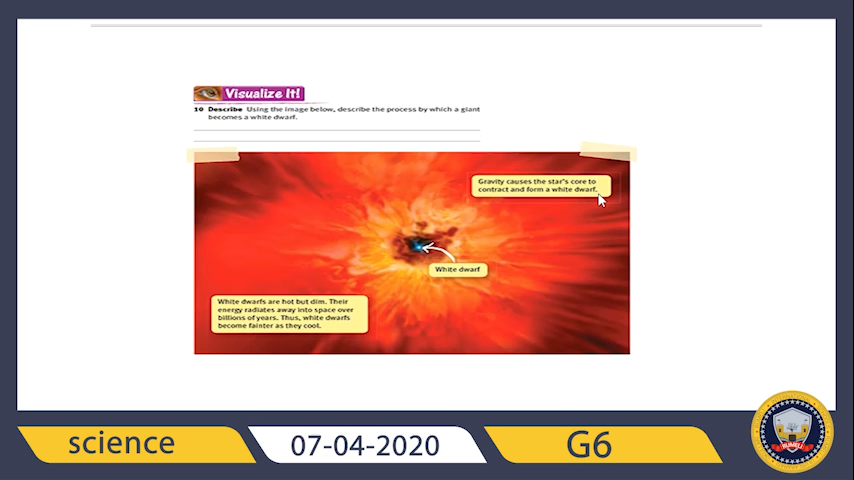 Visualize It!
10 Describe Using the image below, describe the process by which a giant
becomes a white dwarf.
Gravity causes the star's core to
contract and form a white dwarf.
White dwarf
White dwarfs are hot but dim. Their
energy radiates away into space over
billions of years. Thus, white dwarfs
become fainter as they cool.
science
07-04-2020
G6